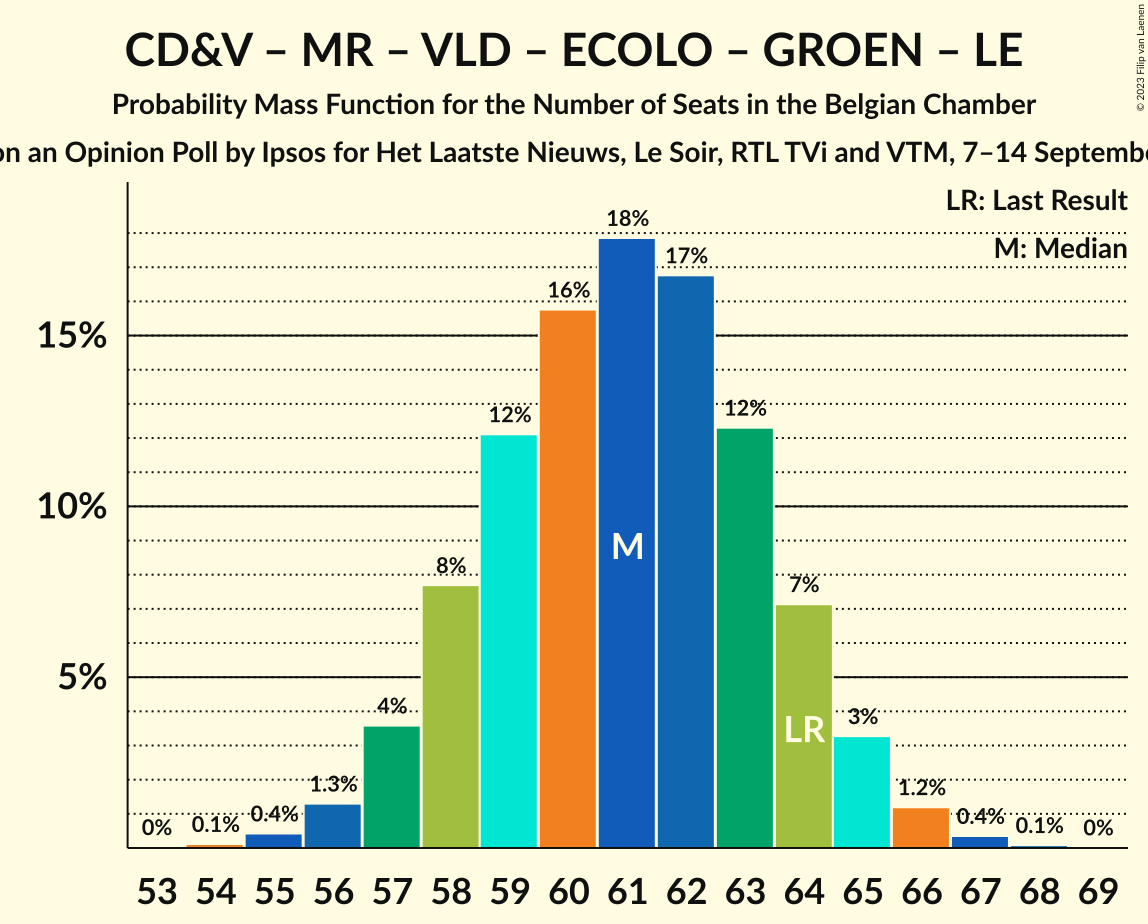 CD&V – MR – VLD – ECOLO – GROEN – LE
Probability Mass Function for the Number of Seats in the Belgian Chamber
on an Opinion Poll by Ipsos for Het Laatste Nieuws, Le Soir, RTL TVi and VTM, 7–14
© 2023 Filip van Laenen
LR: Last Result
M: Median
18%
17%
16%
15%
12%
12%
10%
M
8%
7%
5%
4%
3%
LR
1.3%
1.2%
0%
0.1%
0.4%
0.4%
0.1%
0%
53 54 55 56 57 58 59 60 61 62 63 64 65 66 67 68 69